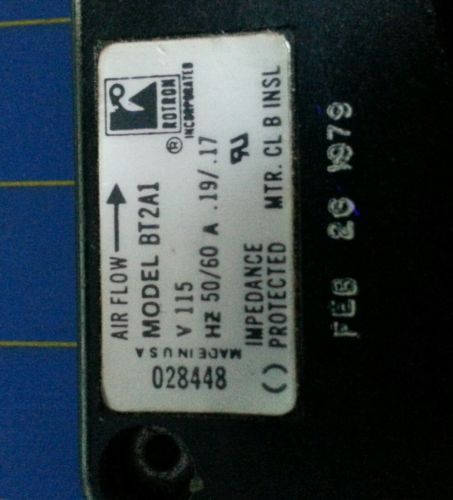 ROTRON
INCORPORATED
®
AIR FLOW →
MODEL BT2A1
V 115
HZ 50/60 A .19/.17
IMPEDANCE
( ) PROTECTED MTR. CL B INSL
MADE IN U S A
028448
FEB 26 1979